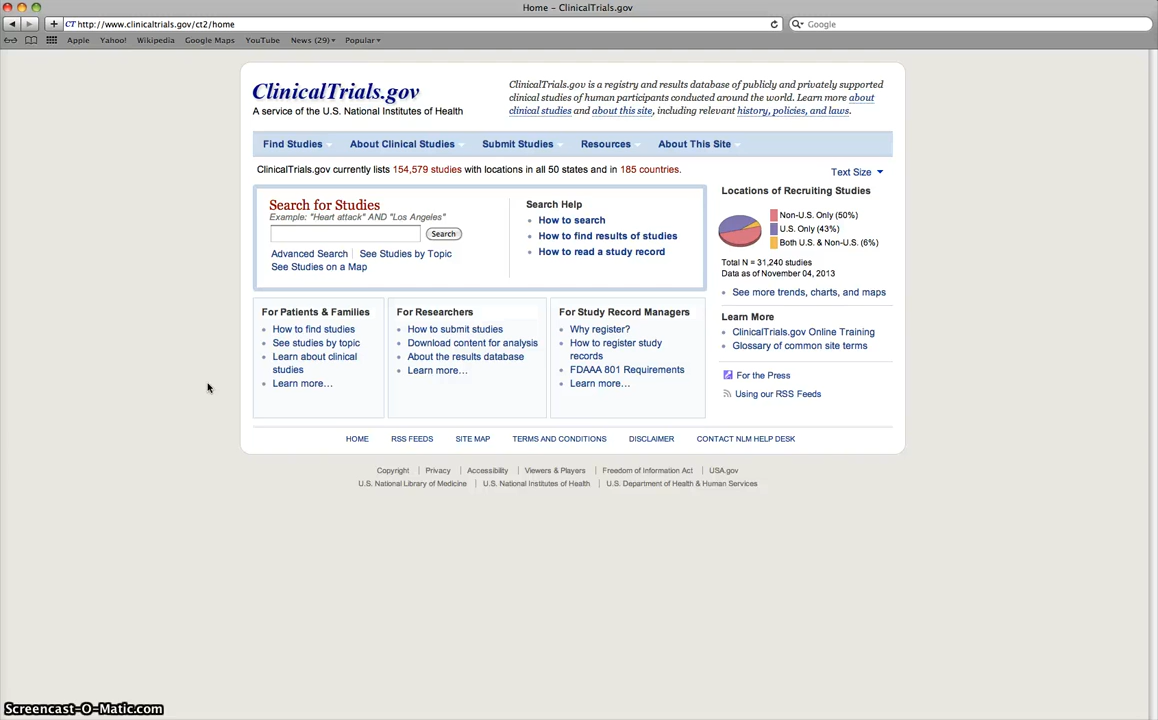 Home – ClinicalTrials.gov
CT http://www.clinicaltrials.gov/ct2/home
Google
Apple Yahoo! Wikipedia Google Maps YouTube News (29) Popular
ClinicalTrials.gov
A service of the U.S. National Institutes of Health
ClinicalTrials.gov is a registry and results database of publicly and privately supported
clinical studies of human participants conducted around the world. Learn more about
clinical studies and about this site, including relevant history, policies, and laws.
Find Studies About Clinical Studies Submit Studies Resources About This Site
ClinicalTrials.gov currently lists 154,579 studies with locations in all 50 states and in 185 countries.
Text Size
Search for Studies
Example: "Heart attack" AND "Los Angeles"
Search
Advanced Search See Studies by Topic
See Studies on a Map
Search Help
How to search
How to find results of studies
How to read a study record
Locations of Recruiting Studies
Non-U.S. Only (50%)
U.S. Only (43%)
Both U.S. & Non-U.S. (6%)
Total N = 31,240 studies
Data as of November 04, 2013
See more trends, charts, and maps
Learn More
ClinicalTrials.gov Online Training
Glossary of common site terms
For the Press
Using our RSS Feeds
For Patients & Families
How to find studies
See studies by topic
Learn about clinical
studies
Learn more…
For Researchers
How to submit studies
Download content for analysis
About the results database
Learn more…
For Study Record Managers
Why register?
How to register study
records
FDAAA 801 Requirements
Learn more…
HOME RSS FEEDS SITE MAP TERMS AND CONDITIONS DISCLAIMER CONTACT NLM HELP DESK
Copyright Privacy Accessibility Viewers & Players Freedom of Information Act USA.gov
U.S. National Library of Medicine U.S. National Institutes of Health U.S. Department of Health & Human Services
Screencast-O-Matic.com